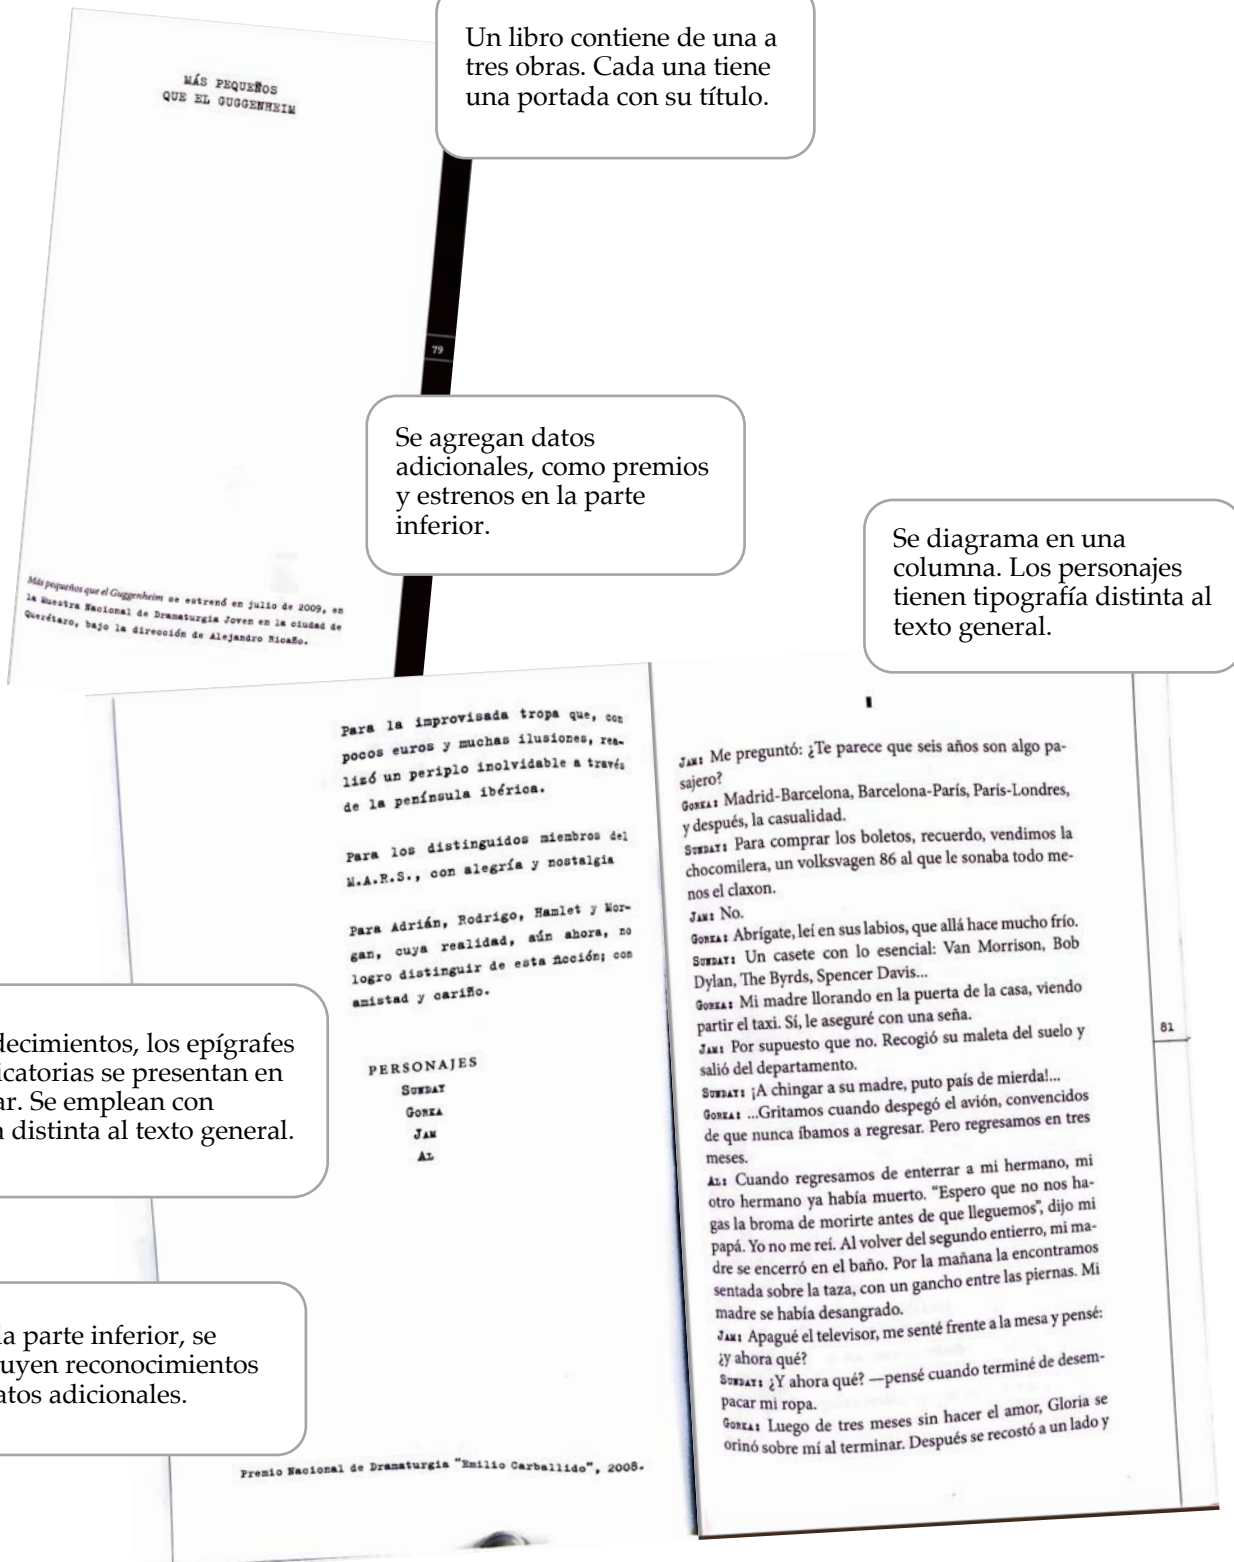 Un libro contiene de una a
tres obras. Cada una tiene
una portada con su título.
MÁS PEQUEÑOS
QUE EL GUGGENHEIM
79
Se agregan datos
adicionales, como premios
y estrenos en la parte
inferior.
Más pequeños que el Guggenheim se estrenó en julio de 2009, en
la Muestra Nacional de Dramaturgia Joven en la ciudad de
Querétaro, bajo la dirección de Alejandro Ricaño.
Se diagrama en una
columna. Los personajes
tienen tipografía distinta al
texto general.
Para la improvisada tropa que, con
pocos euros y muchas ilusiones, rea-
lizó un periplo inolvidable a través
de la península ibérica.
Para los distinguidos miembros del
M.A.R.S., con alegría y nostalgia
Para Adrián, Rodrigo, Hamlet y Mor-
gan, cuya realidad, aún ahora, no
logro distinguir de esta ficción; con
amistad y cariño.
PERSONAJES
SUNDAY
GORKA
JAM
AL
decimientos, los epígrafes
icatorias se presentan en
ar. Se emplean con
a distinta al texto general.
la parte inferior, se
uyen reconocimientos
atos adicionales.
Premio Nacional de Dramaturgia "Emilio Carballido", 2008.
I
JAM: Me preguntó: ¿Te parece que seis años son algo pa-
sajero?
GORKA: Madrid-Barcelona, Barcelona-París, París-Londres,
y después, la casualidad.
SUNDAY: Para comprar los boletos, recuerdo, vendimos la
chocomilera, un volksvagen 86 al que le sonaba todo me-
nos el claxon.
JAM: No.
GORKA: Abrígate, leí en sus labios, que allá hace mucho frío.
SUNDAY: Un casete con lo esencial: Van Morrison, Bob
Dylan, The Byrds, Spencer Davis...
GORKA: Mi madre llorando en la puerta de la casa, viendo
partir el taxi. Sí, le aseguré con una seña.
JAM: Por supuesto que no. Recogió su maleta del suelo y
salió del departamento.
SUNDAY: ¡A chingar a su madre, puto país de mierda!...
GORKA: ...Gritamos cuando despegó el avión, convencidos
de que nunca íbamos a regresar. Pero regresamos en tres
meses.
AL: Cuando regresamos de enterrar a mi hermano, mi
otro hermano ya había muerto. “Espero que no nos ha-
gas la broma de morirte antes de que lleguemos”, dijo mi
papá. Yo no me reí. Al volver del segundo entierro, mi ma-
dre se encerró en el baño. Por la mañana la encontramos
sentada sobre la taza, con un gancho entre las piernas. Mi
madre se había desangrado.
JAM: Apagué el televisor, me senté frente a la mesa y pensé:
¿y ahora qué?
SUNDAY: ¿Y ahora qué? —pensé cuando terminé de desem-
pacar mi ropa.
GORKA: Luego de tres meses sin hacer el amor, Gloria se
orinó sobre mí al terminar. Después se recostó a un lado y
81